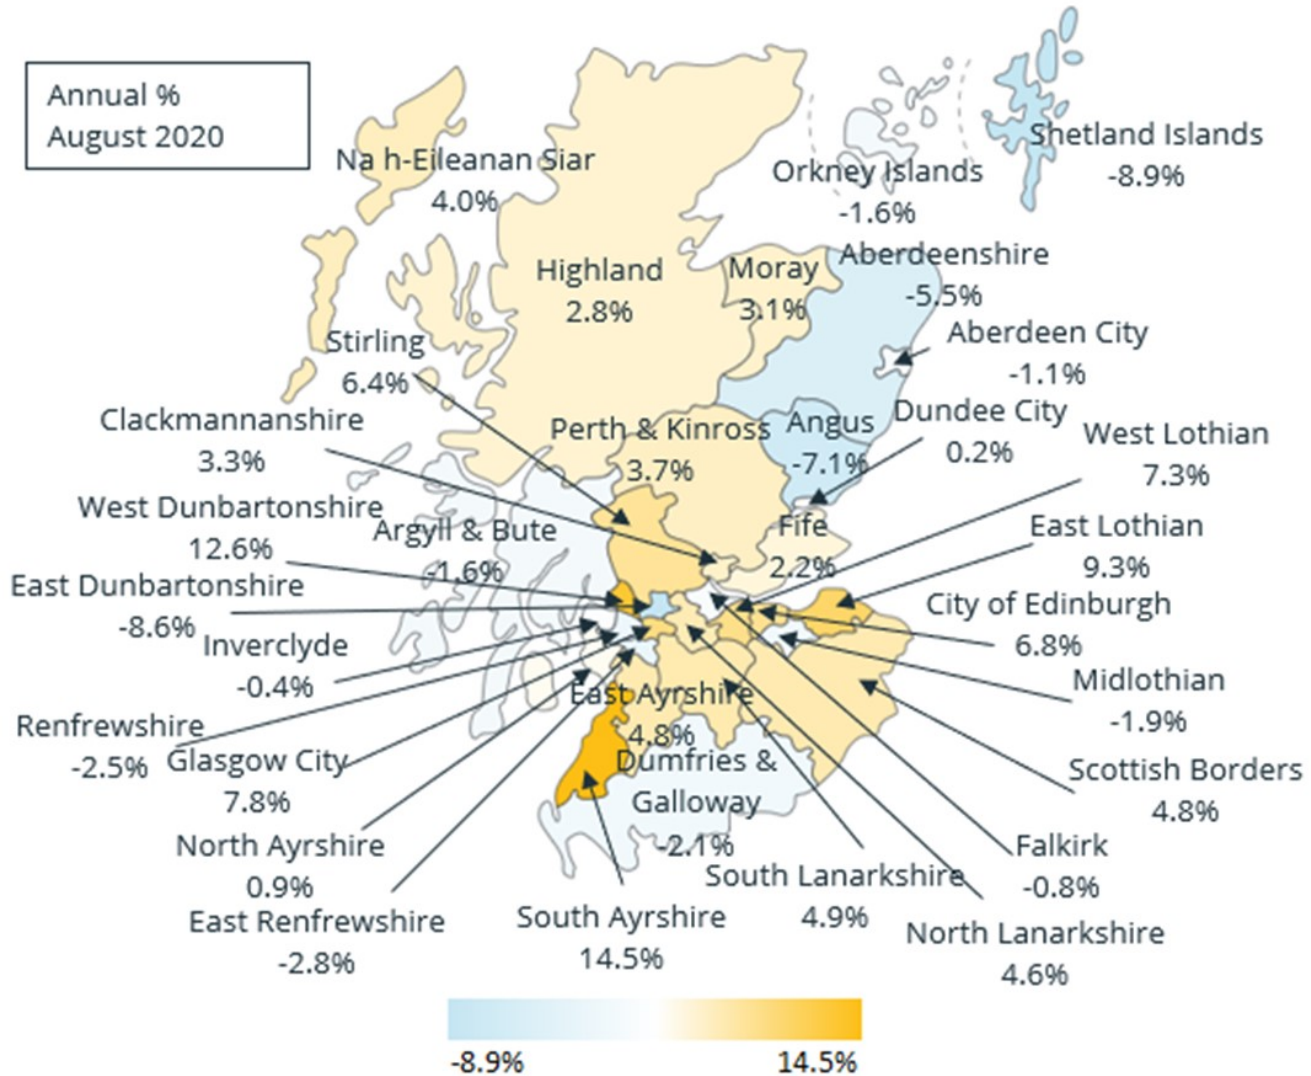 Annual %
August 2020
Na h-Eileanan Siar
4.0%
Orkney Islands
-1.6%
Shetland Islands
-8.9%
Highland
2.8%
Moray
3.1%
Aberdeenshire
-5.5%
Aberdeen City
-1.1%
Stirling
6.4%
Clackmannanshire
3.3%
Perth & Kinross
3.7%
Angus
-7.1%
Dundee City
0.2%
West Lothian
7.3%
West Dunbartonshire
12.6%
Argyll & Bute
-1.6%
Fife
2.2%
East Lothian
9.3%
East Dunbartonshire
-8.6%
City of Edinburgh
6.8%
Inverclyde
-0.4%
Midlothian
-1.9%
East Ayrshire
4.8%
Renfrewshire
-2.5%
Glasgow City
7.8%
Dumfries &
Galloway
-2.1%
Scottish Borders
4.8%
North Ayrshire
0.9%
Falkirk
-0.8%
South Lanarkshire
4.9%
East Renfrewshire
-2.8%
South Ayrshire
14.5%
North Lanarkshire
4.6%
-8.9%
14.5%